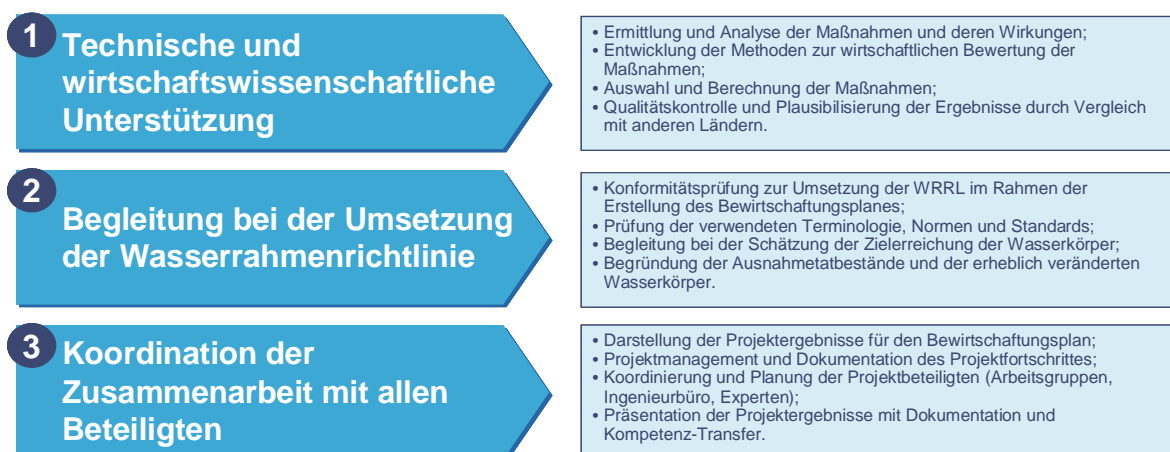 1
Technische und
wirtschaftswissenschaftliche
Unterstützung
• Ermittlung und Analyse der Maßnahmen und deren Wirkungen;
• Entwicklung der Methoden zur wirtschaftlichen Bewertung der
Maßnahmen;
• Auswahl und Berechnung der Maßnahmen;
• Qualitätskontrolle und Plausibilisierung der Ergebnisse durch Vergleich
mit anderen Ländern.
2
Begleitung bei der Umsetzung
der Wasserrahmenrichtlinie
• Konformitätsprüfung zur Umsetzung der WRRL im Rahmen der
Erstellung des Bewirtschaftungsplanes;
• Prüfung der verwendeten Terminologie, Normen und Standards;
• Begleitung bei der Schätzung der Zielerreichung der Wasserkörper;
• Begründung der Ausnahmetatbestände und der erheblich veränderten
Wasserkörper.
3
Koordination der
Zusammenarbeit mit allen
Beteiligten
• Darstellung der Projektergebnisse für den Bewirtschaftungsplan;
• Projektmanagement und Dokumentation des Projektfortschrittes;
• Koordinierung und Planung der Projektbeteiligten (Arbeitsgruppen,
Ingenieurbüro, Experten);
• Präsentation der Projektergebnisse mit Dokumentation und
Kompetenz-Transfer.